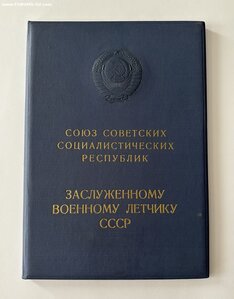 СОЮЗ СОВЕТСКИХ
СОЦИАЛИСТИЧЕСКИХ
РЕСПУБЛИК
ЗАСЛУЖЕННОМУ
ВОЕННОМУ ЛЕТЧИКУ
СССР